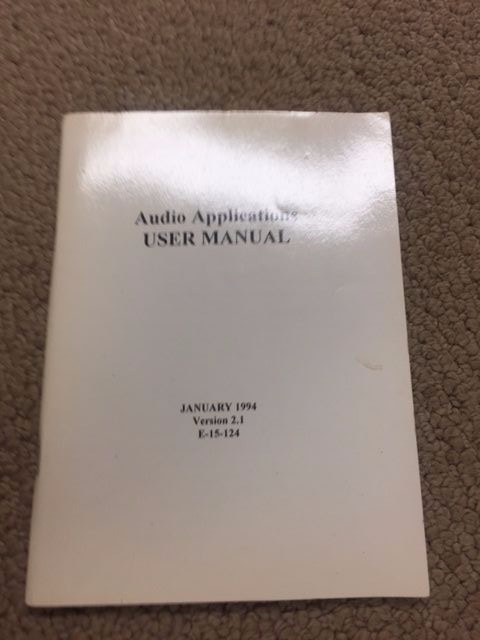 Audio Applications
USER MANUAL
JANUARY 1994
Version 2.1
E-15-124